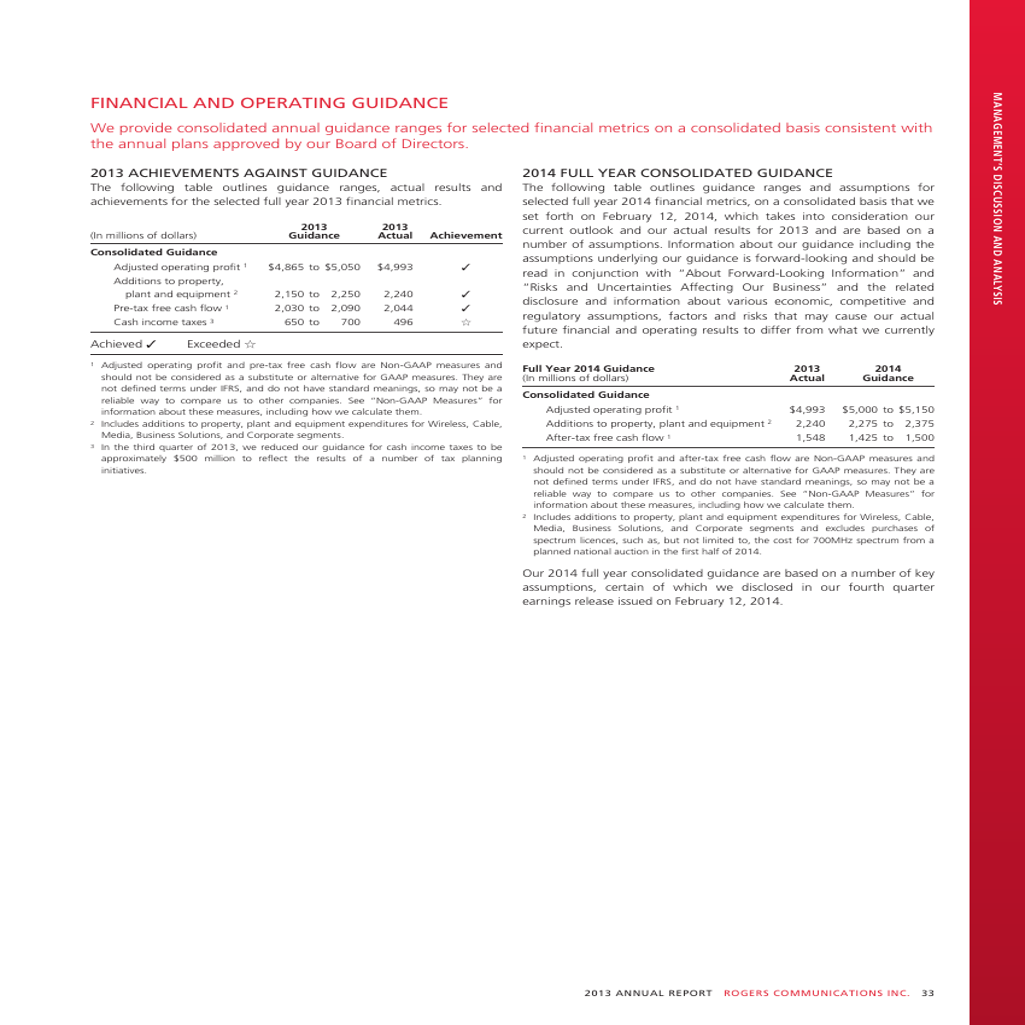 FINANCIAL AND OPERATING GUIDANCE
We provide consolidated annual guidance ranges for selected financial metrics on a consolidated basis consistent with
the annual plans approved by our Board of Directors.
2013 ACHIEVEMENTS AGAINST GUIDANCE
The following table outlines guidance ranges, actual results and
achievements for the selected full year 2013 financial metrics.
(In millions of dollars) 2013 Guidance 2013 Actual Achievement
Consolidated Guidance
Adjusted operating profit ¹ $4,865 to $5,050 $4,993 ✓
Additions to property,
plant and equipment ² 2,150 to 2,250 2,240 ✓
Pre-tax free cash flow ¹ 2,030 to 2,090 2,044 ✓
Cash income taxes ³ 650 to 700 496 ☆
Achieved ✓ Exceeded ☆
¹ Adjusted operating profit and pre-tax free cash flow are Non-GAAP measures and
should not be considered as a substitute or alternative for GAAP measures. They are
not defined terms under IFRS, and do not have standard meanings, so may not be a
reliable way to compare us to other companies. See “Non-GAAP Measures” for
information about these measures, including how we calculate them.
² Includes additions to property, plant and equipment expenditures for Wireless, Cable,
Media, Business Solutions, and Corporate segments.
³ In the third quarter of 2013, we reduced our guidance for cash income taxes to be
approximately $500 million to reflect the results of a number of tax planning
initiatives.
2014 FULL YEAR CONSOLIDATED GUIDANCE
The following table outlines guidance ranges and assumptions for
selected full year 2014 financial metrics, on a consolidated basis that we
set forth on February 12, 2014, which takes into consideration our
current outlook and our actual results for 2013 and are based on a
number of assumptions. Information about our guidance including the
assumptions underlying our guidance is forward-looking and should be
read in conjunction with “About Forward-Looking Information” and
“Risks and Uncertainties Affecting Our Business” and the related
disclosure and information about various economic, competitive and
regulatory assumptions, factors and risks that may cause our actual
future financial and operating results to differ from what we currently
expect.
Full Year 2014 Guidance
(In millions of dollars) 2013 Actual 2014 Guidance
Consolidated Guidance
Adjusted operating profit ¹ $4,993 $5,000 to $5,150
Additions to property, plant and equipment ² 2,240 2,275 to 2,375
After-tax free cash flow ¹ 1,548 1,425 to 1,500
¹ Adjusted operating profit and after-tax free cash flow are Non-GAAP measures and
should not be considered as a substitute or alternative for GAAP measures. They are
not defined terms under IFRS, and do not have standard meanings, so may not be a
reliable way to compare us to other companies. See “Non-GAAP Measures” for
information about these measures, including how we calculate them.
² Includes additions to property, plant and equipment expenditures for Wireless, Cable,
Media, Business Solutions, and Corporate segments and excludes purchases of
spectrum licences, such as, but not limited to, the cost for 700MHz spectrum from a
planned national auction in the first half of 2014.
Our 2014 full year consolidated guidance are based on a number of key
assumptions, certain of which we disclosed in our fourth quarter
earnings release issued on February 12, 2014.
MANAGEMENT’S DISCUSSION AND ANALYSIS
2013 ANNUAL REPORT ROGERS COMMUNICATIONS INC. 33